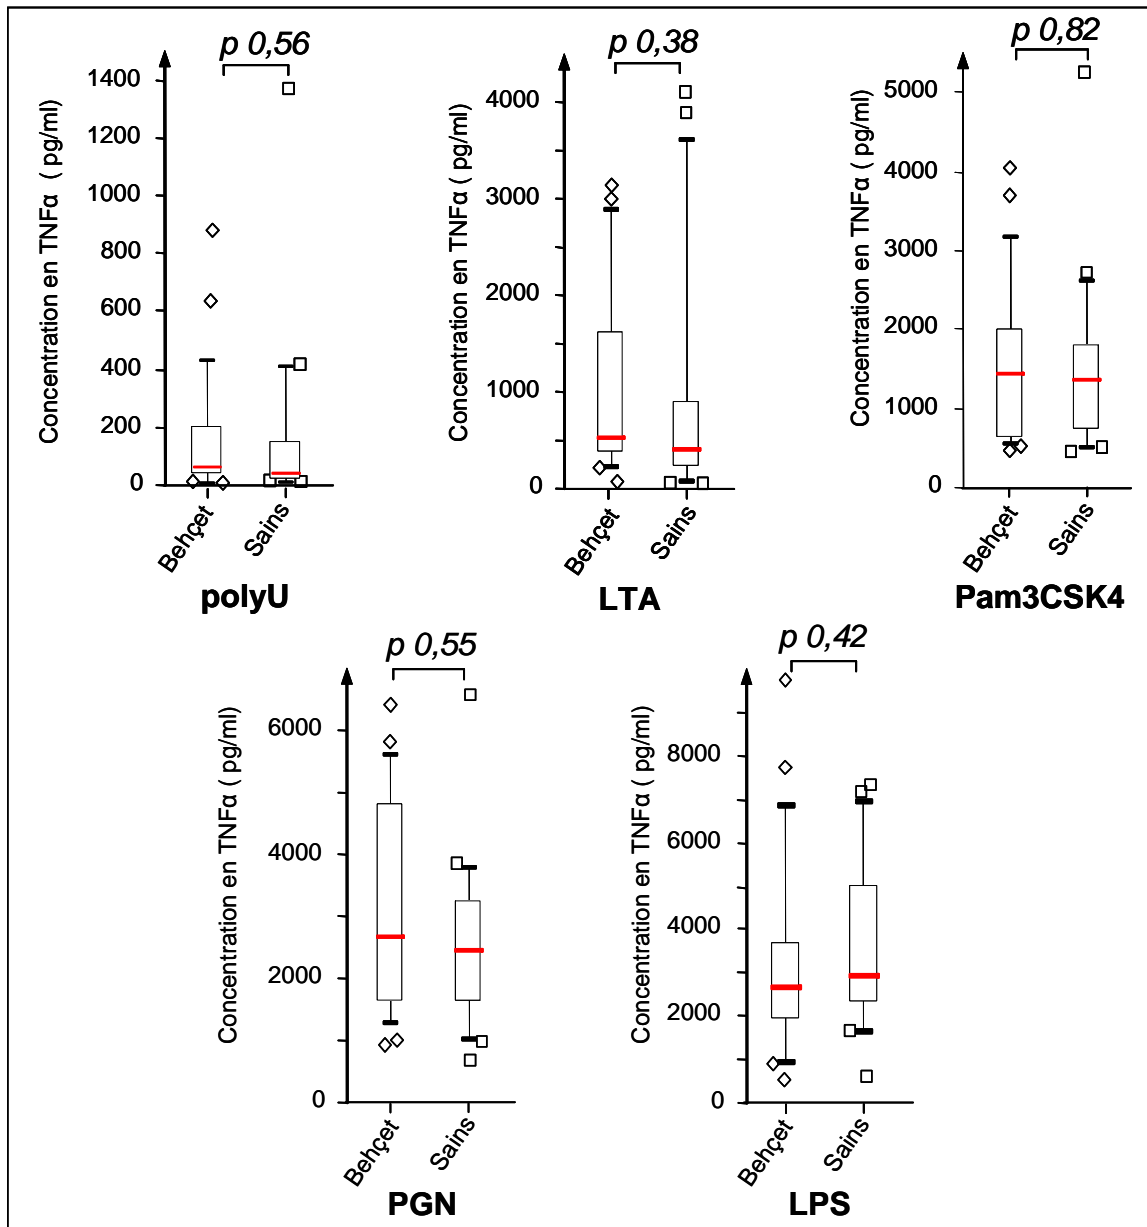 p 0,56
Concentration en TNFα ( pg/ml)
1400
1200
1000
800
600
400
200
0
Behçet
Sains
polyU
p 0,38
Concentration en TNFα ( pg/ml)
4000
3000
2000
1000
0
Behçet
Sains
LTA
p 0,82
Concentration en TNFα ( pg/ml)
5000
4000
3000
2000
1000
0
Behçet
Sains
Pam3CSK4
p 0,55
Concentration en TNFα ( pg/ml)
6000
4000
2000
0
Behçet
Sains
PGN
p 0,42
Concentration en TNFα ( pg/ml)
8000
6000
4000
2000
0
Behçet
Sains
LPS